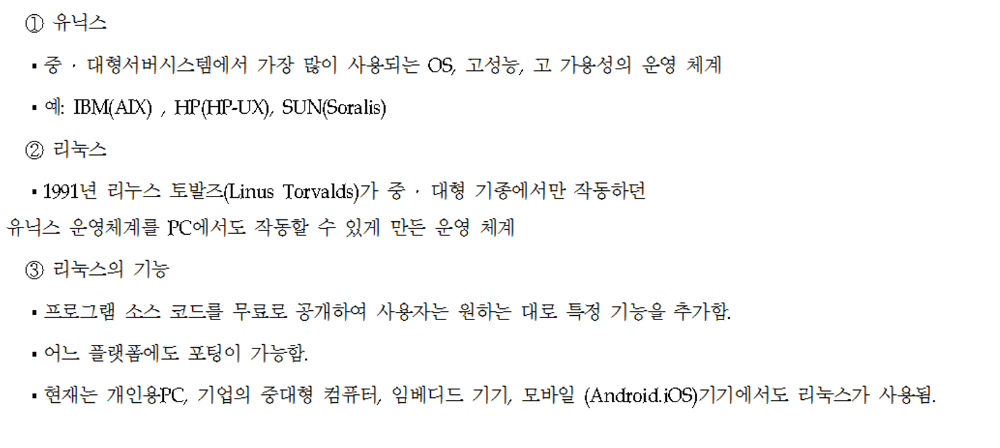 ① 유닉스
▪ 중 · 대형서버시스템에서 가장 많이 사용되는 OS, 고성능, 고 가용성의 운영 체계
▪ 예: IBM(AIX) , HP(HP-UX), SUN(Soralis)
② 리눅스
▪ 1991년 리누스 토발즈(Linus Torvalds)가 중 · 대형 기종에서만 작동하던
유닉스 운영체계를 PC에서도 작동할 수 있게 만든 운영 체계
③ 리눅스의 기능
▪ 프로그램 소스 코드를 무료로 공개하여 사용자는 원하는 대로 특정 기능을 추가함.
▪ 어느 플랫폼에도 포팅이 가능함.
▪ 현재는 개인용PC, 기업의 중대형 컴퓨터, 임베디드 기기, 모바일 (Android.iOS)기기에서도 리눅스가 사용됨.